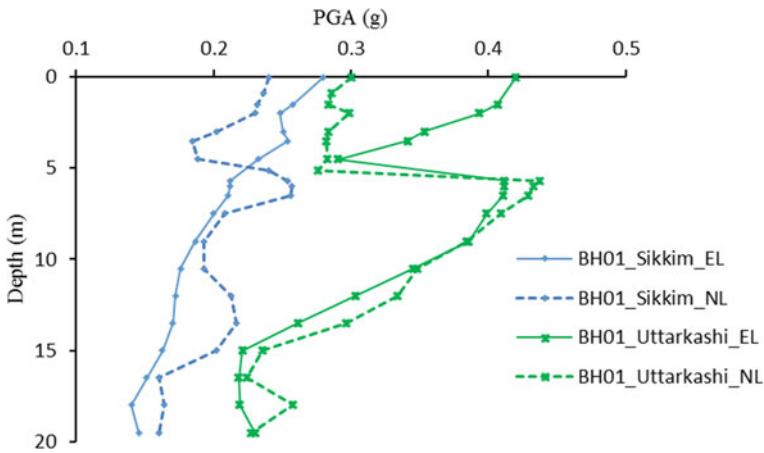 PGA (g)
0.1 0.2 0.3 0.4 0.5
0
5
10
15
20
Depth (m)
BH01_Sikkim_EL
BH01_Sikkim_NL
BH01_Uttarkashi_EL
BH01_Uttarkashi_NL